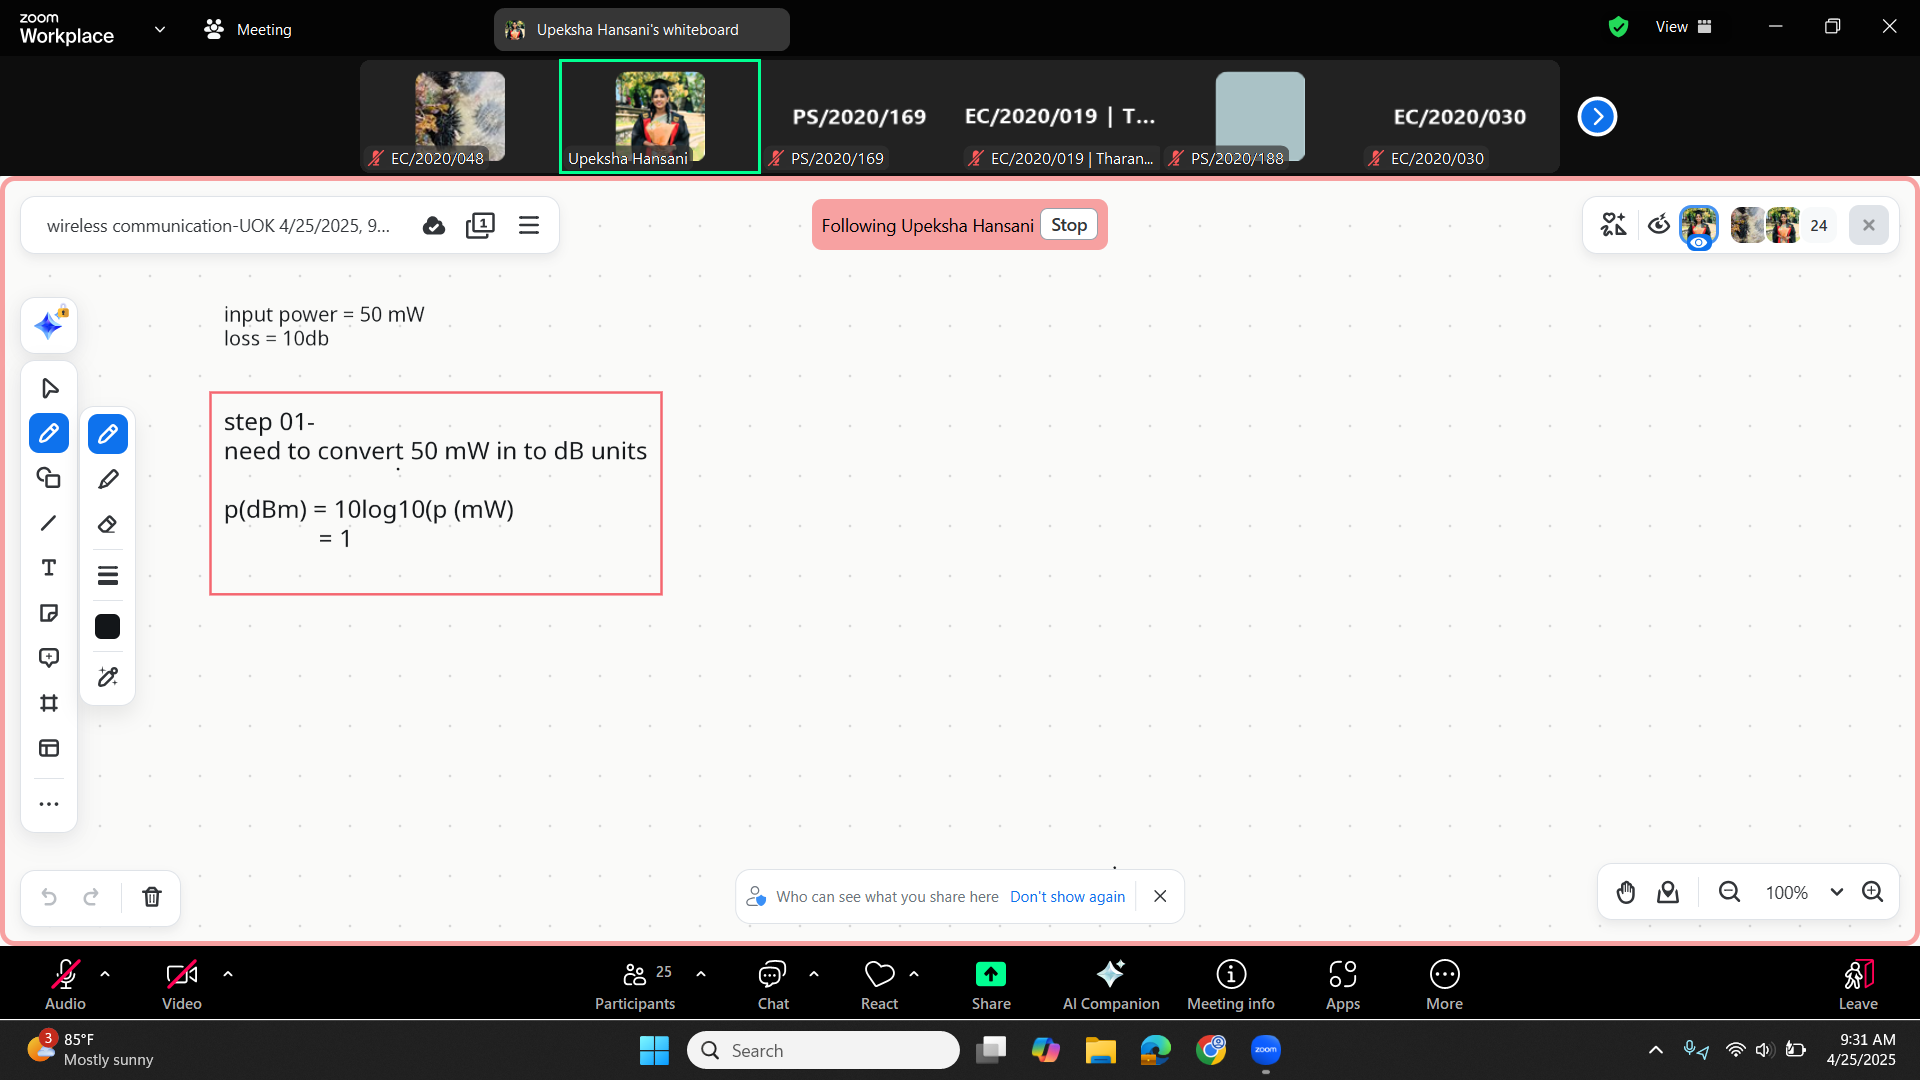 zoom
Workplace
Meeting
Upeksha Hansani's whiteboard
View
PS/2020/169
EC/2020/019 | T...
EC/2020/030
EC/2020/048
Upeksha Hansani
PS/2020/169
EC/2020/019 | Tharan...
PS/2020/188
EC/2020/030
wireless communication-UOK 4/25/2025, 9...
1
Following Upeksha Hansani
Stop
24
input power = 50 mW
loss = 10db
step 01-
need to convert 50 mW in to dB units
p(dBm) = 10log10(p (mW)
= 1
T
Who can see what you share here
Don't show again
100%
Audio
Video
Participants
25
Chat
React
Share
AI Companion
Meeting info
Apps
More
Leave
3
85°F
Mostly sunny
Search
zoom
9:31 AM
4/25/2025